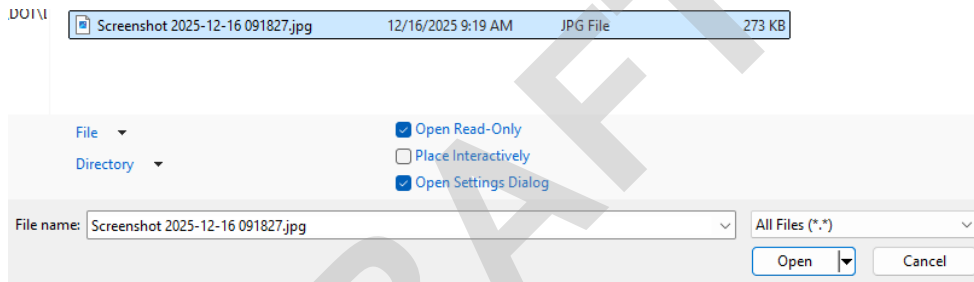 Screenshot 2025-12-16 091827.jpg 12/16/2025 9:19 AM JPG File 273 KB
File
Open Read-Only
Place Interactively
Directory
Open Settings Dialog
File name: Screenshot 2025-12-16 091827.jpg All Files (*.*)
Open Cancel